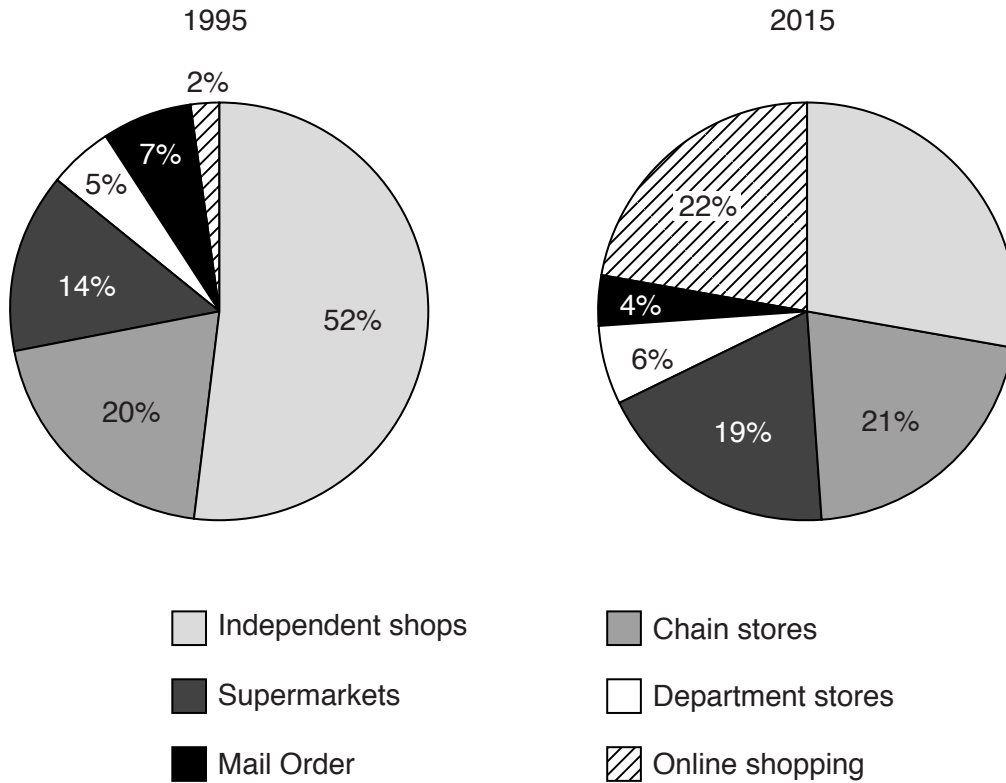 1995
2015
2%
7%
5%
14%
52%
20%
22%
4%
6%
19%
21%
Independent shops
Chain stores
Supermarkets
Department stores
Mail Order
Online shopping